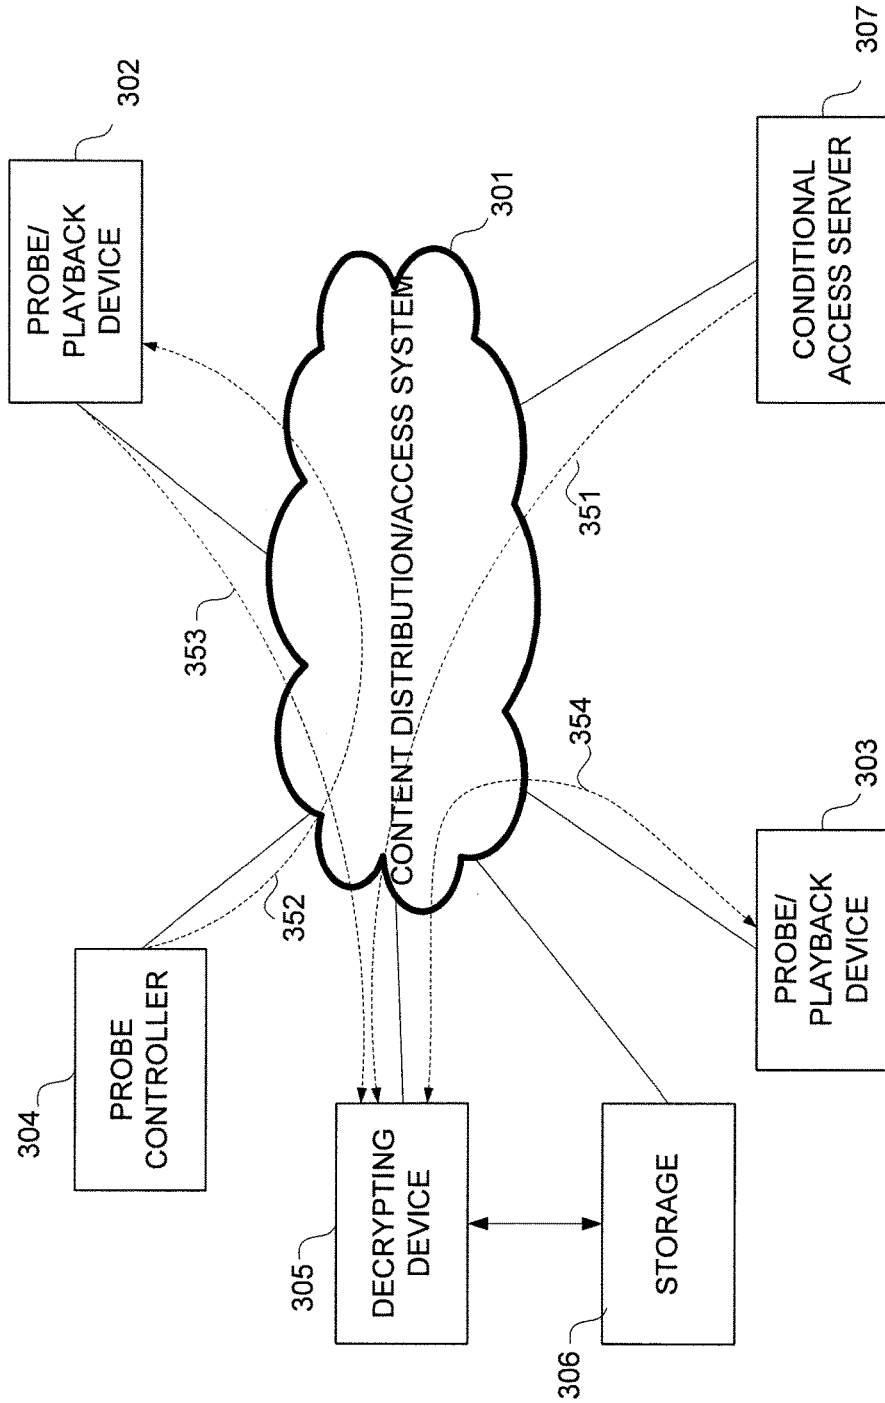 304
PROBE
CONTROLLER
302
PROBE/
PLAYBACK
DEVICE
353
352
305
DECRYPTING
DEVICE
CONTENT DISTRIBUTION/ACCESS SYSTEM
301
306
STORAGE
354
351
303
PROBE/
PLAYBACK
DEVICE
307
CONDITIONAL
ACCESS SERVER